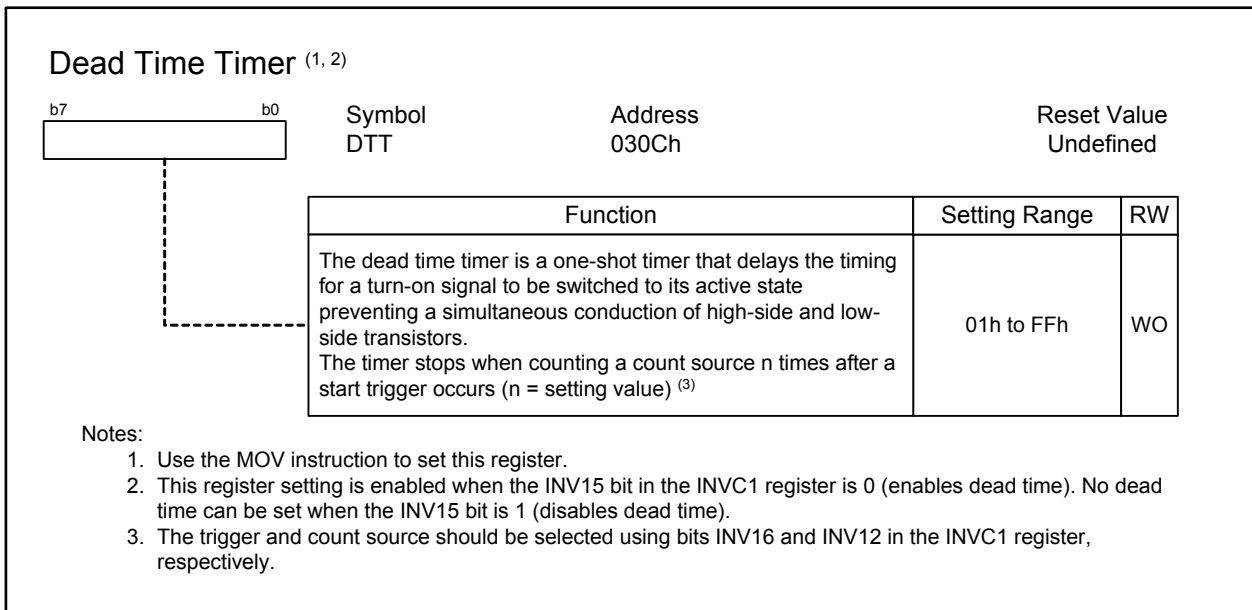 Dead Time Timer (1, 2)
b7 b0 Symbol Address Reset Value
DTT 030Ch Undefined
Function Setting Range RW
The dead time timer is a one-shot timer that delays the timing
for a turn-on signal to be switched to its active state
preventing a simultaneous conduction of high-side and low-
side transistors.
The timer stops when counting a count source n times after a
start trigger occurs (n = setting value) (3)
01h to FFh WO
Notes:
1. Use the MOV instruction to set this register.
2. This register setting is enabled when the INV15 bit in the INVC1 register is 0 (enables dead time). No dead
time can be set when the INV15 bit is 1 (disables dead time).
3. The trigger and count source should be selected using bits INV16 and INV12 in the INVC1 register,
respectively.